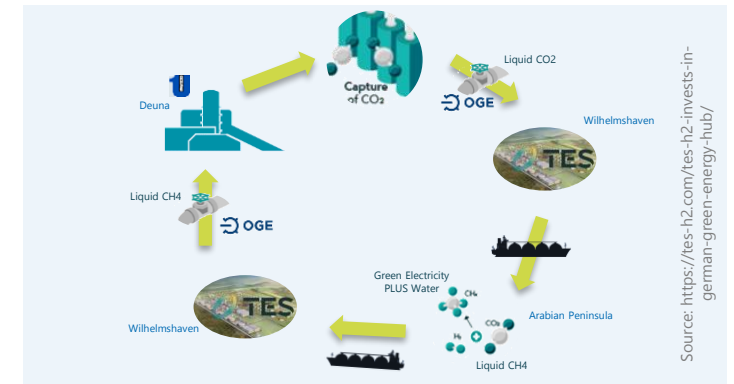 Liquid CO2
OGE
Capture
of CO₂
Deuna
Wilhelmshaven
TES
Liquid CH4
OGE
Green Electricity
PLUS Water
CH₄
Arabian Peninsula
CO₂
H₂
Liquid CH4
TES
Wilhelmshaven
Source: https://tes-h2.com/tes-h2-invests-in-
german-green-energy-hub/